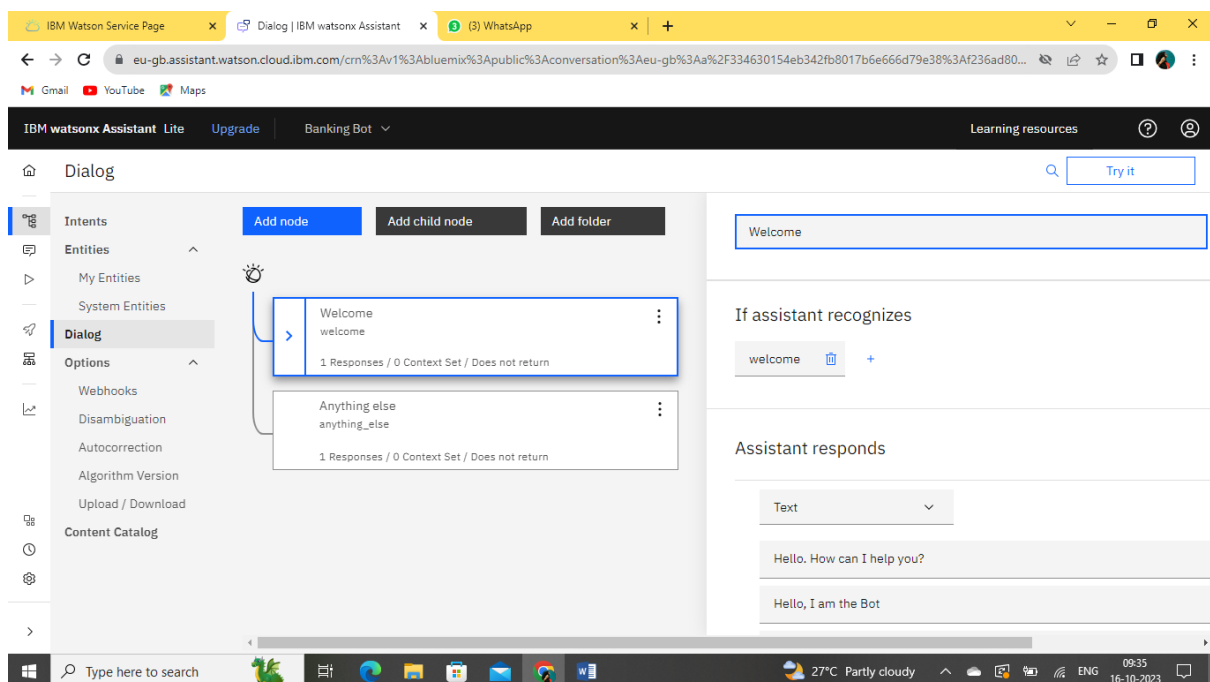 IBM Watson Service Page
Dialog | IBM watsonx Assistant
(3) WhatsApp
eu-gb.assistant.watson.cloud.ibm.com/crn%3Av1%3Abluemix%3Apublic%3Aconversation%3Aeu-gb%3Aa%2F334630154eb342fb8017b6e666d79e38%3Af236ad80...
Gmail YouTube Maps
IBM watsonx Assistant Lite Upgrade Banking Bot Learning resources
Dialog
Try it
Intents
Entities
My Entities
System Entities
Dialog
Options
Webhooks
Disambiguation
Autocorrection
Algorithm Version
Upload / Download
Content Catalog
Add node Add child node Add folder
Welcome
welcome
1 Responses / 0 Context Set / Does not return
Anything else
anything_else
1 Responses / 0 Context Set / Does not return
Welcome
If assistant recognizes
welcome
Assistant responds
Text
Hello. How can I help you?
Hello, I am the Bot
Type here to search
27°C Partly cloudy
ENG
09:35
16-10-2023